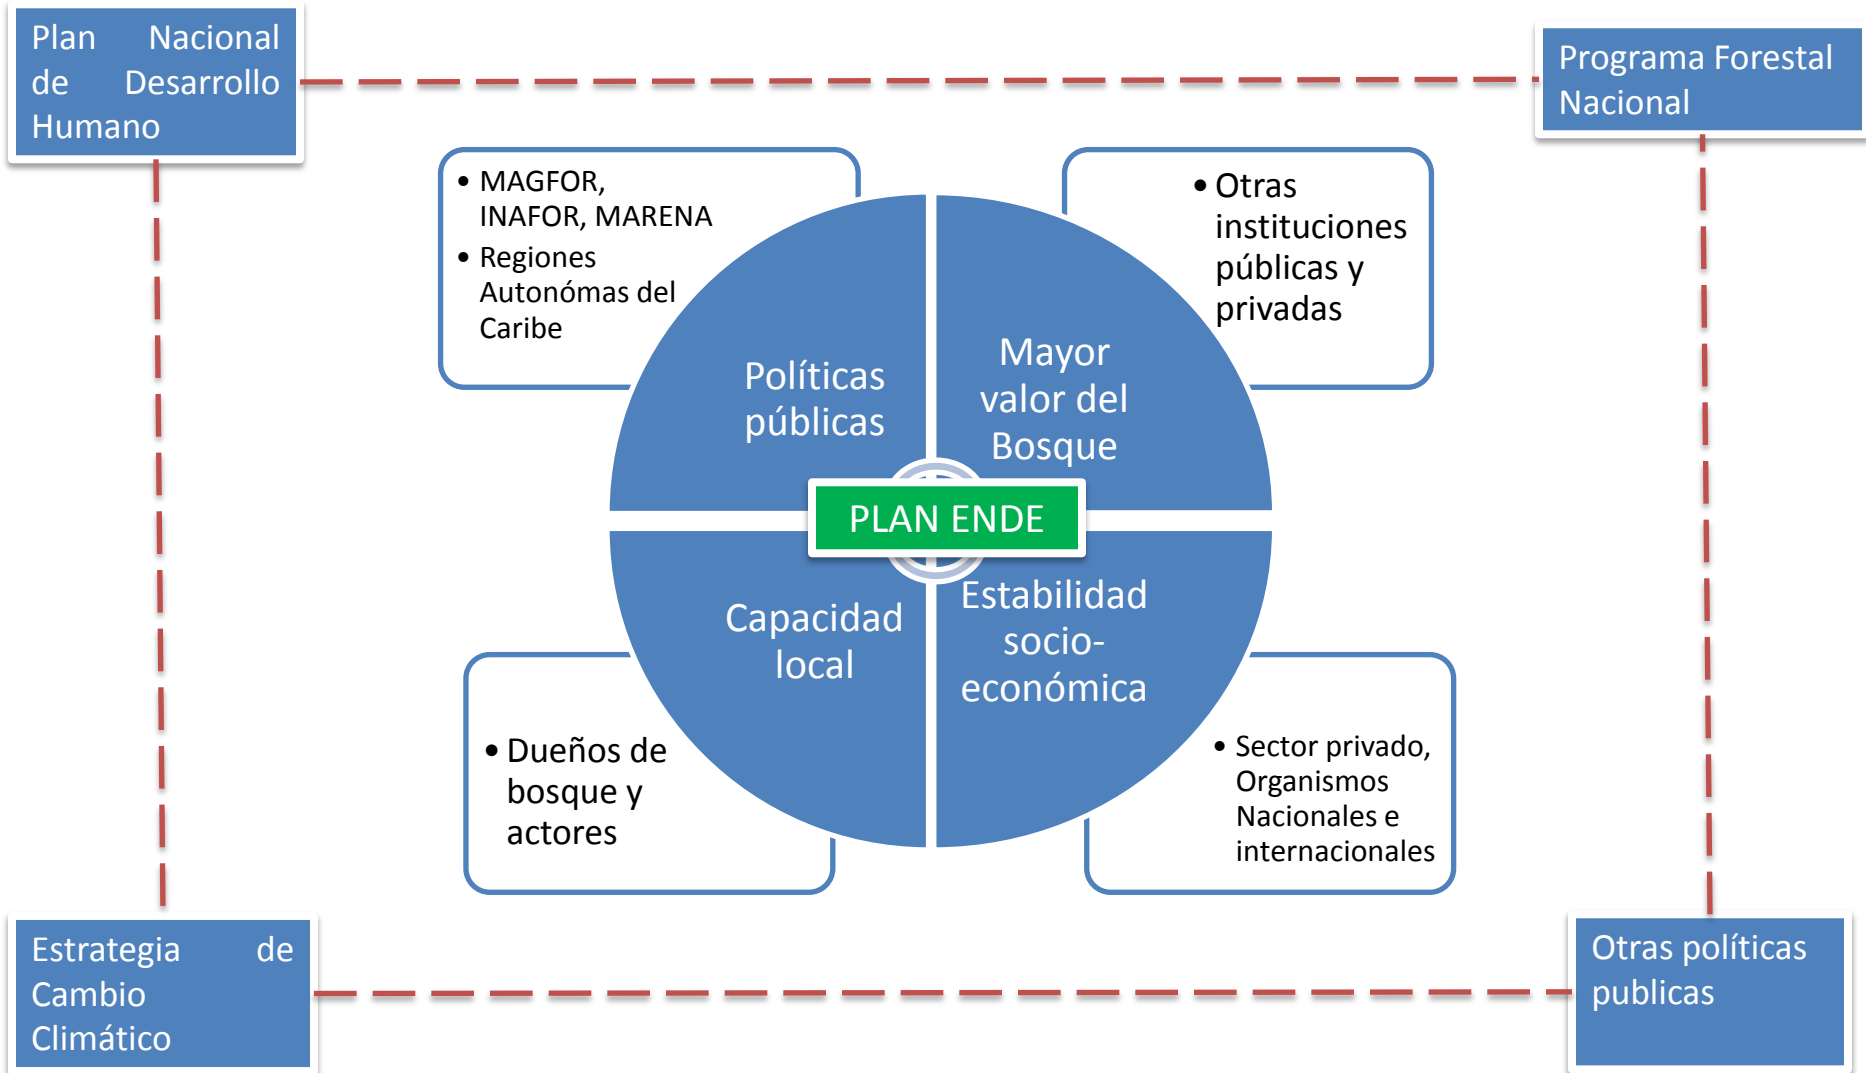 Plan Nacional
de Desarrollo
Humano
Programa Forestal
Nacional
• MAGFOR,
INAFOR, MARENA
• Regiones
Autonómas del
Caribe
• Otras
instituciones
públicas y
privadas
Políticas
públicas
Mayor
valor del
Bosque
PLAN ENDE
Capacidad
local
Estabilidad
socio-
económica
• Dueños de
bosque y
actores
• Sector privado,
Organismos
Nacionales e
internacionales
Estrategia de
Cambio
Climático
Otras políticas
publicas